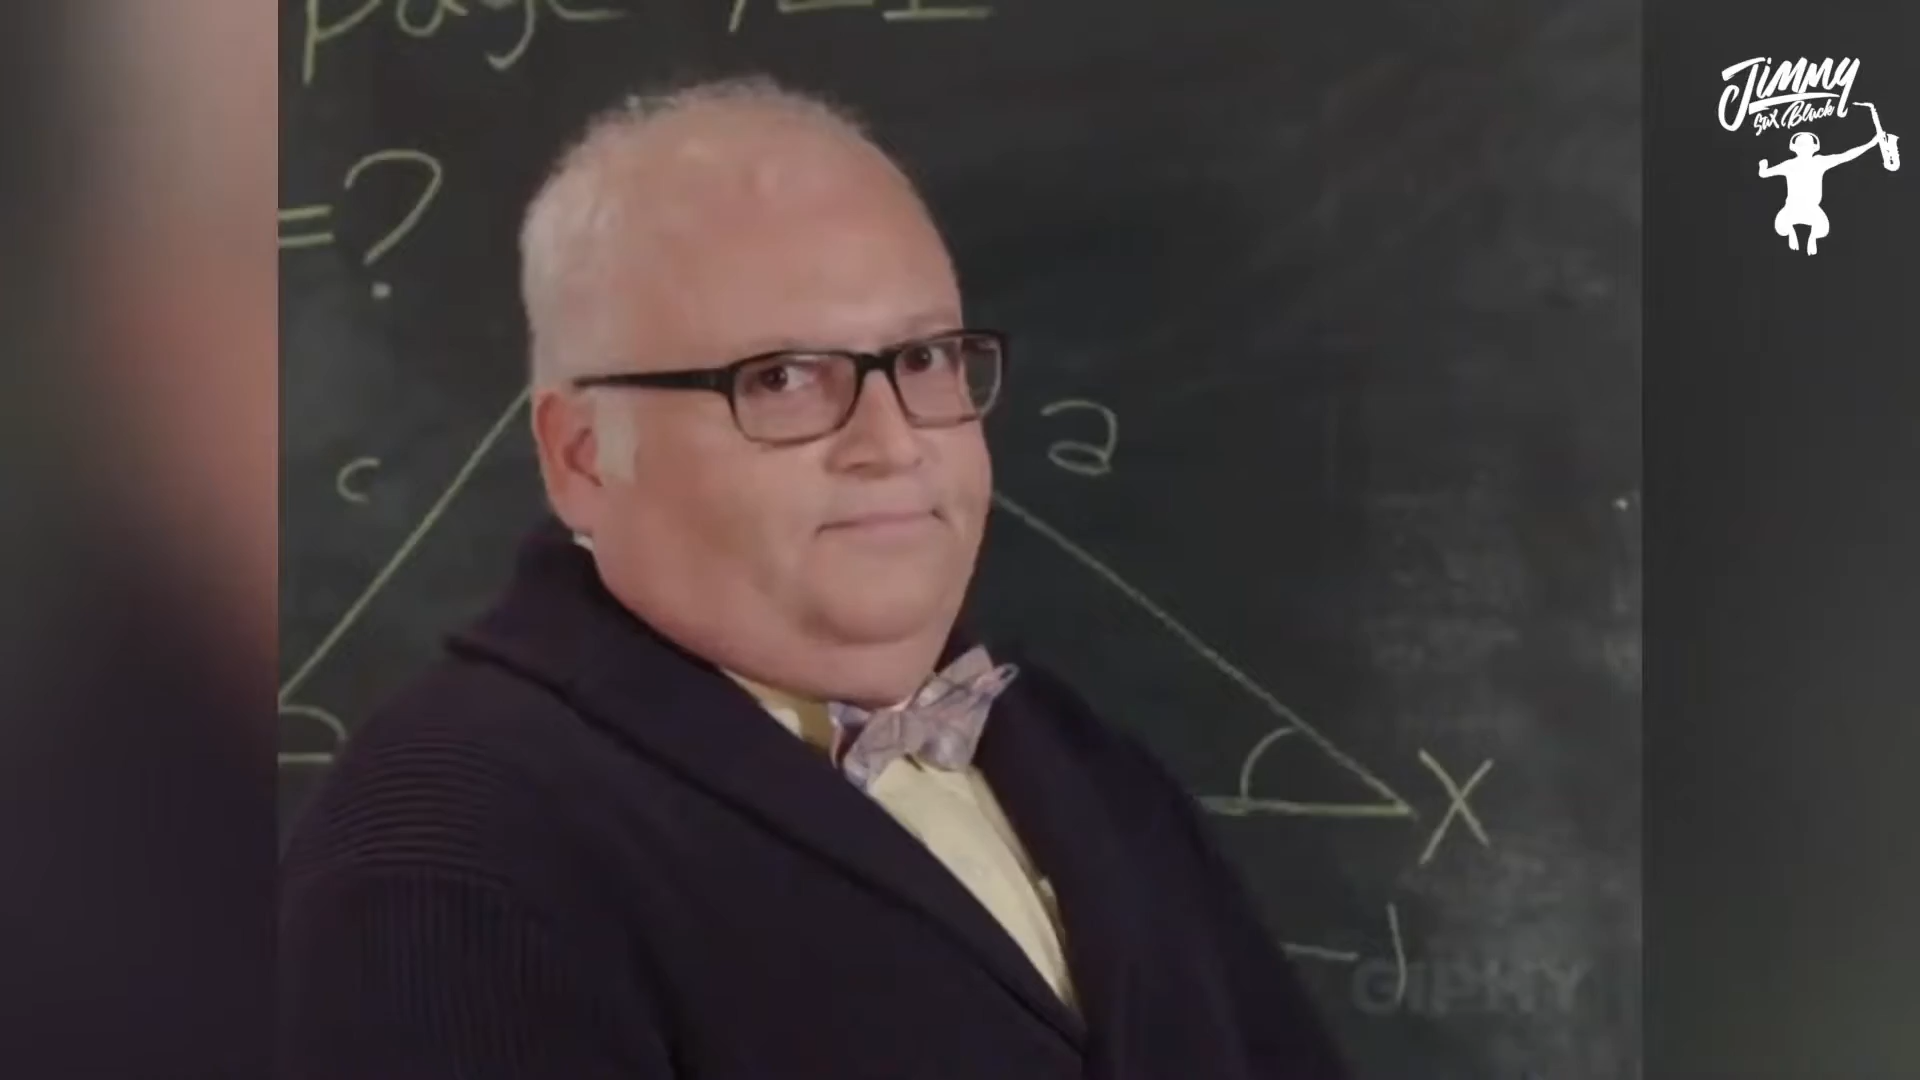 page
=?
c
a
X
Jimmy
Sax Black
GIPHY